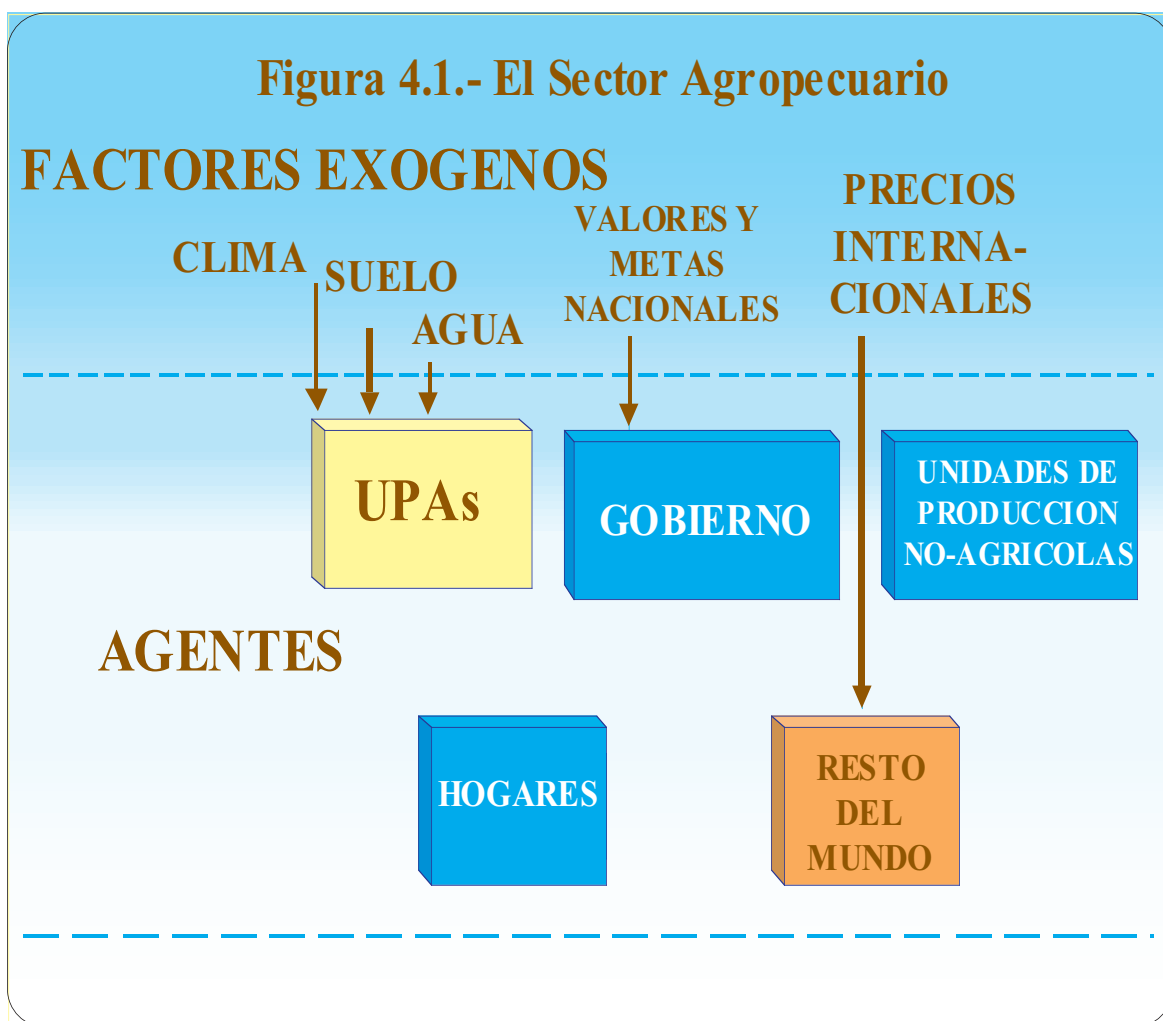 Figura 4.1.- El Sector Agropecuario
FACTORES EXOGENOS
CLIMA
SUELO
AGUA
VALORES Y
METAS
NACIONALES
PRECIOS
INTERNA-
CIONALES
UPAs
GOBIERNO
UNIDADES DE
PRODUCCION
NO-AGRICOLAS
AGENTES
HOGARES
RESTO
DEL
MUNDO